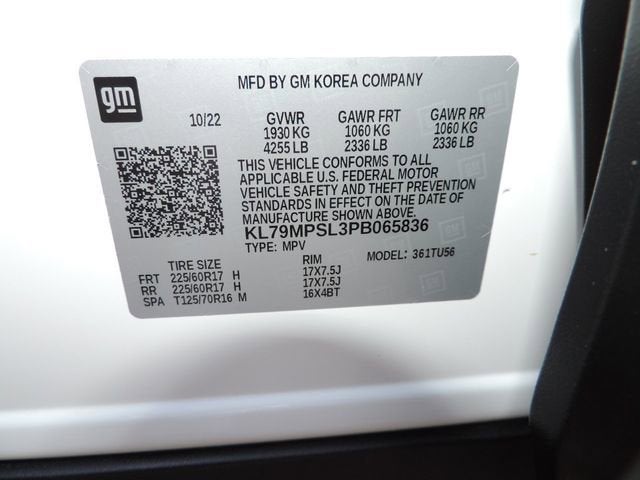 gm
MFD BY GM KOREA COMPANY
10/22 GVWR GAWR FRT GAWR RR
1930 KG 1060 KG 1060 KG
4255 LB 2336 LB 2336 LB
THIS VEHICLE CONFORMS TO ALL
APPLICABLE U.S. FEDERAL MOTOR
VEHICLE SAFETY AND THEFT PREVENTION
STANDARDS IN EFFECT ON THE DATE OF
MANUFACTURE SHOWN ABOVE.
KL79MPSL3PB065836
TYPE: MPV MODEL: 361TU56
TIRE SIZE RIM
FRT 225/60R17 H 17X7.5J
RR 225/60R17 H 17X7.5J
SPA T125/70R16 M 16X4BT